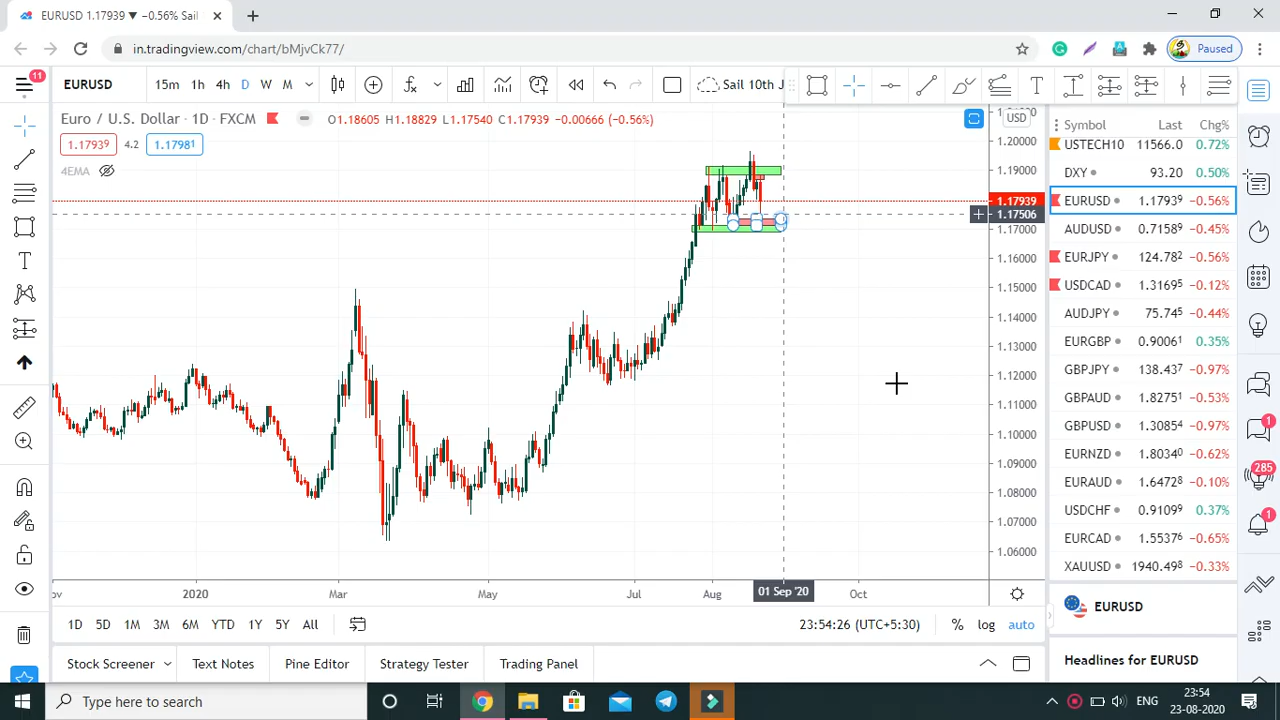 EURUSD 1.17939 ▼ −0.56% Sail
in.tradingview.com/chart/bMjvCk77/
Paused
11
EURUSD
15m 1h 4h D W M
Sail 10th J
Euro / U.S. Dollar · 1D · FXCM
O1.18605 H1.18829 L1.17540 C1.17939 −0.00666 (−0.56%)
1.17939 4.2 1.17981
4EMA
USD
1.20000
1.19000
1.17939
1.17506
1.17000
1.16000
1.15000
1.14000
1.13000
1.12000
1.11000
1.10000
1.09000
1.08000
1.07000
1.06000
2020 Mar May Jul Aug 01 Sep '20 Oct
1D 5D 1M 3M 6M YTD 1Y 5Y All
23:54:26 (UTC+5:30) % log auto
Stock Screener Text Notes Pine Editor Strategy Tester Trading Panel
Symbol Last Chg%
USTECH10 11566.0 0.72%
DXY 93.20 0.50%
EURUSD 1.17939 −0.56%
AUDUSD 0.71589 −0.45%
EURJPY 124.782 −0.56%
USDCAD 1.31695 −0.12%
AUDJPY 75.745 −0.44%
EURGBP 0.90061 0.35%
GBPJPY 138.437 −0.97%
GBPAUD 1.82751 −0.53%
GBPUSD 1.30854 −0.97%
EURNZD 1.80340 −0.62%
EURAUD 1.64728 −0.10%
USDCHF 0.91099 0.37%
EURCAD 1.55376 −0.65%
XAUUSD 1940.498 −0.33%
EURUSD
Headlines for EURUSD
1
285
1
Type here to search
ENG
23:54
23-08-2020